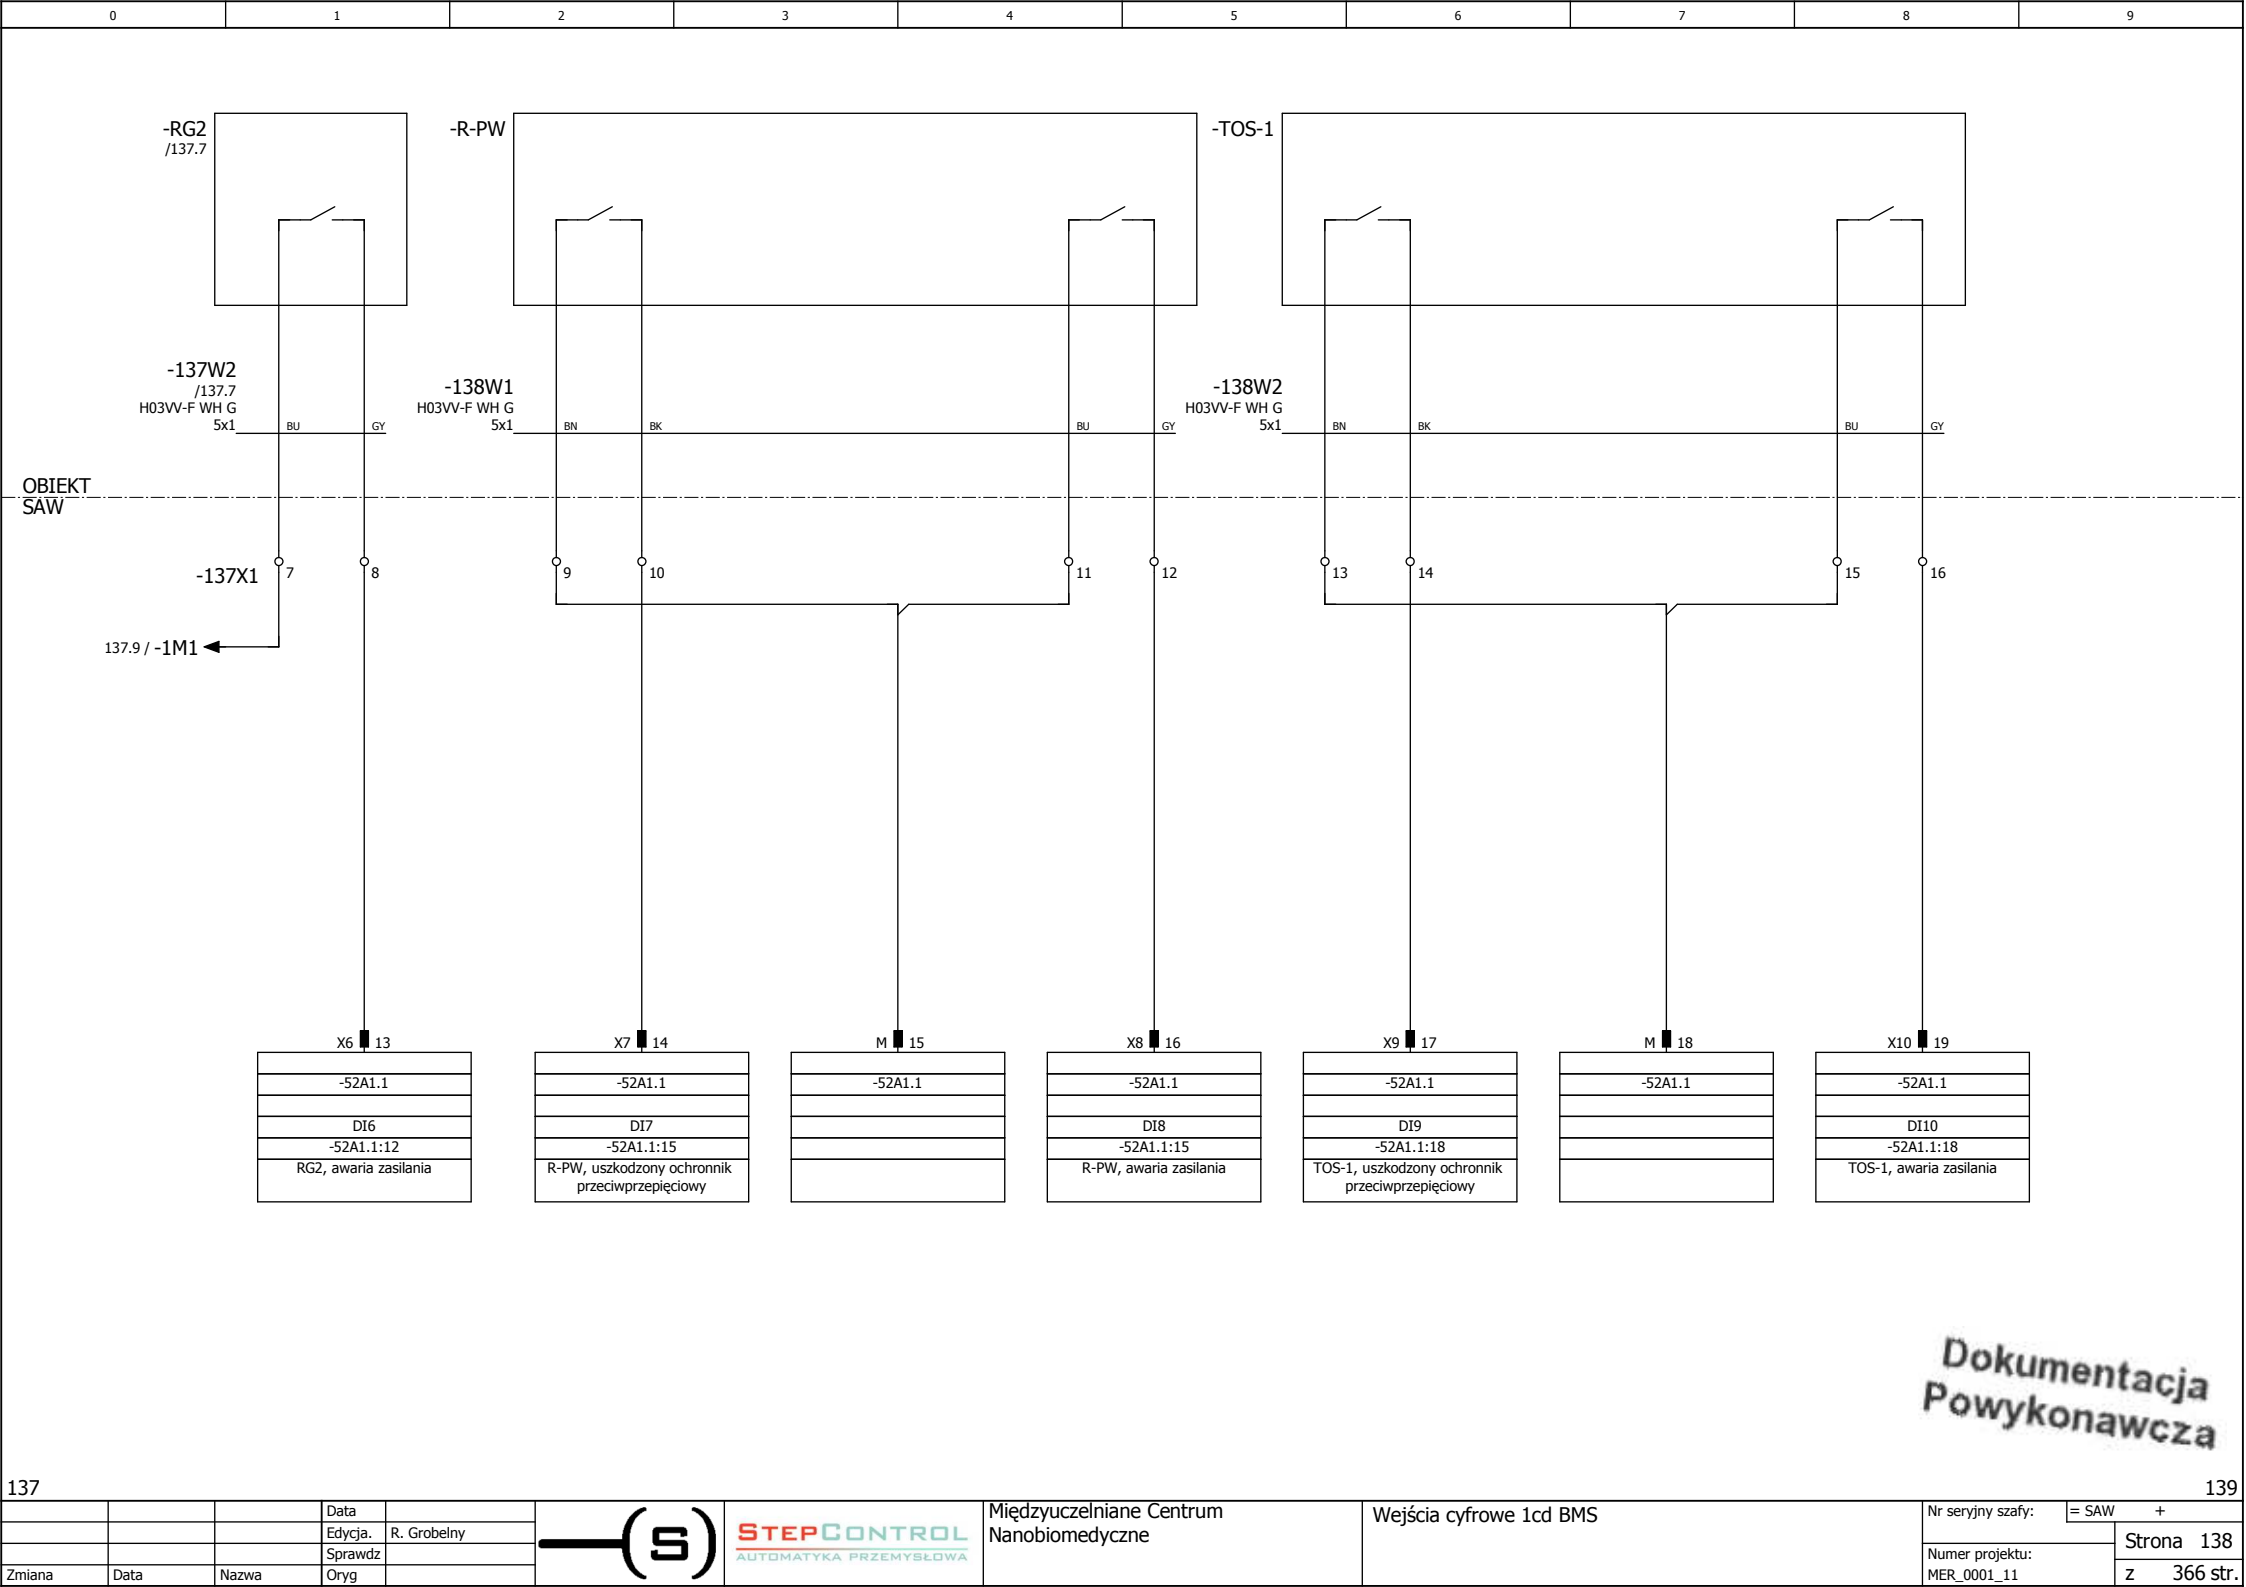 0 1 2 3 4 5 6 7 8 9
-RG2
/137.7
-R-PW
-TOS-1
-137W2
/137.7
H03VV-F WH G
5x1
BU GY
-138W1
H03VV-F WH G
5x1
BN BK BU GY
-138W2
H03VV-F WH G
5x1
BN BK BU GY
OBIEKT
SAW
-137X1
7 8 9 10 11 12 13 14 15 16
137.9 / -1M1
X6 13 X7 14 M 15 X8 16 X9 17 M 18 X10 19
-52A1.1 -52A1.1 -52A1.1 -52A1.1 -52A1.1 -52A1.1 -52A1.1
DI6 DI7 DI8 DI9 DI10
-52A1.1:12 -52A1.1:15 -52A1.1:15 -52A1.1:18 -52A1.1:18
RG2, awaria zasilania
R-PW, uszkodzony ochronnik
przeciwprzepięciowy
R-PW, awaria zasilania
TOS-1, uszkodzony ochronnik
przeciwprzepięciowy
TOS-1, awaria zasilania
Dokumentacja
Powykonawcza
137
139
Data
Edycja. R. Grobelny
Sprawdz
Zmiana Data Nazwa Oryg
S
STEPCONTROL
AUTOMATYKA PRZEMYSŁOWA
Międzyuczelniane Centrum
Nanobiomedyczne
Wejścia cyfrowe 1cd BMS
Nr seryjny szafy:
= SAW +
Strona 138
Numer projektu:
MER_0001_11
z 366 str.